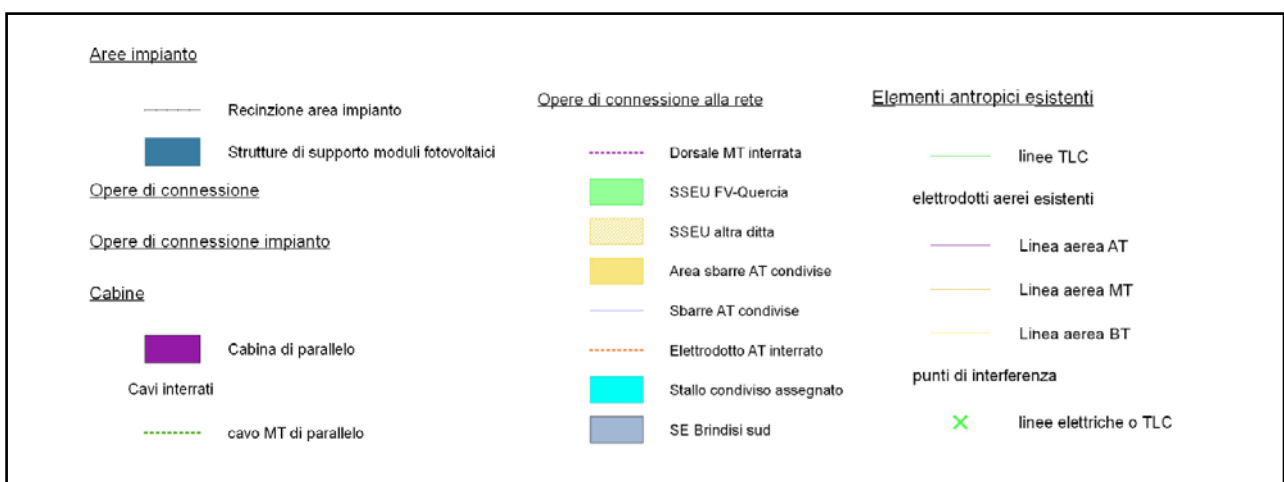 Aree impianto
Recinzione area impianto
Strutture di supporto moduli fotovoltaici
Opere di connessione
Opere di connessione impianto
Cabine
Cabina di parallelo
Cavi interrati
cavo MT di parallelo
Opere di connessione alla rete
Dorsale MT interrata
SSEU FV-Quercia
SSEU altra ditta
Area sbarre AT condivise
Sbarre AT condivise
Elettrodotto AT interrato
Stallo condiviso assegnato
SE Brindisi sud
Elementi antropici esistenti
linee TLC
elettrodotti aerei esistenti
Linea aerea AT
Linea aerea MT
Linea aerea BT
punti di interferenza
linee elettriche o TLC